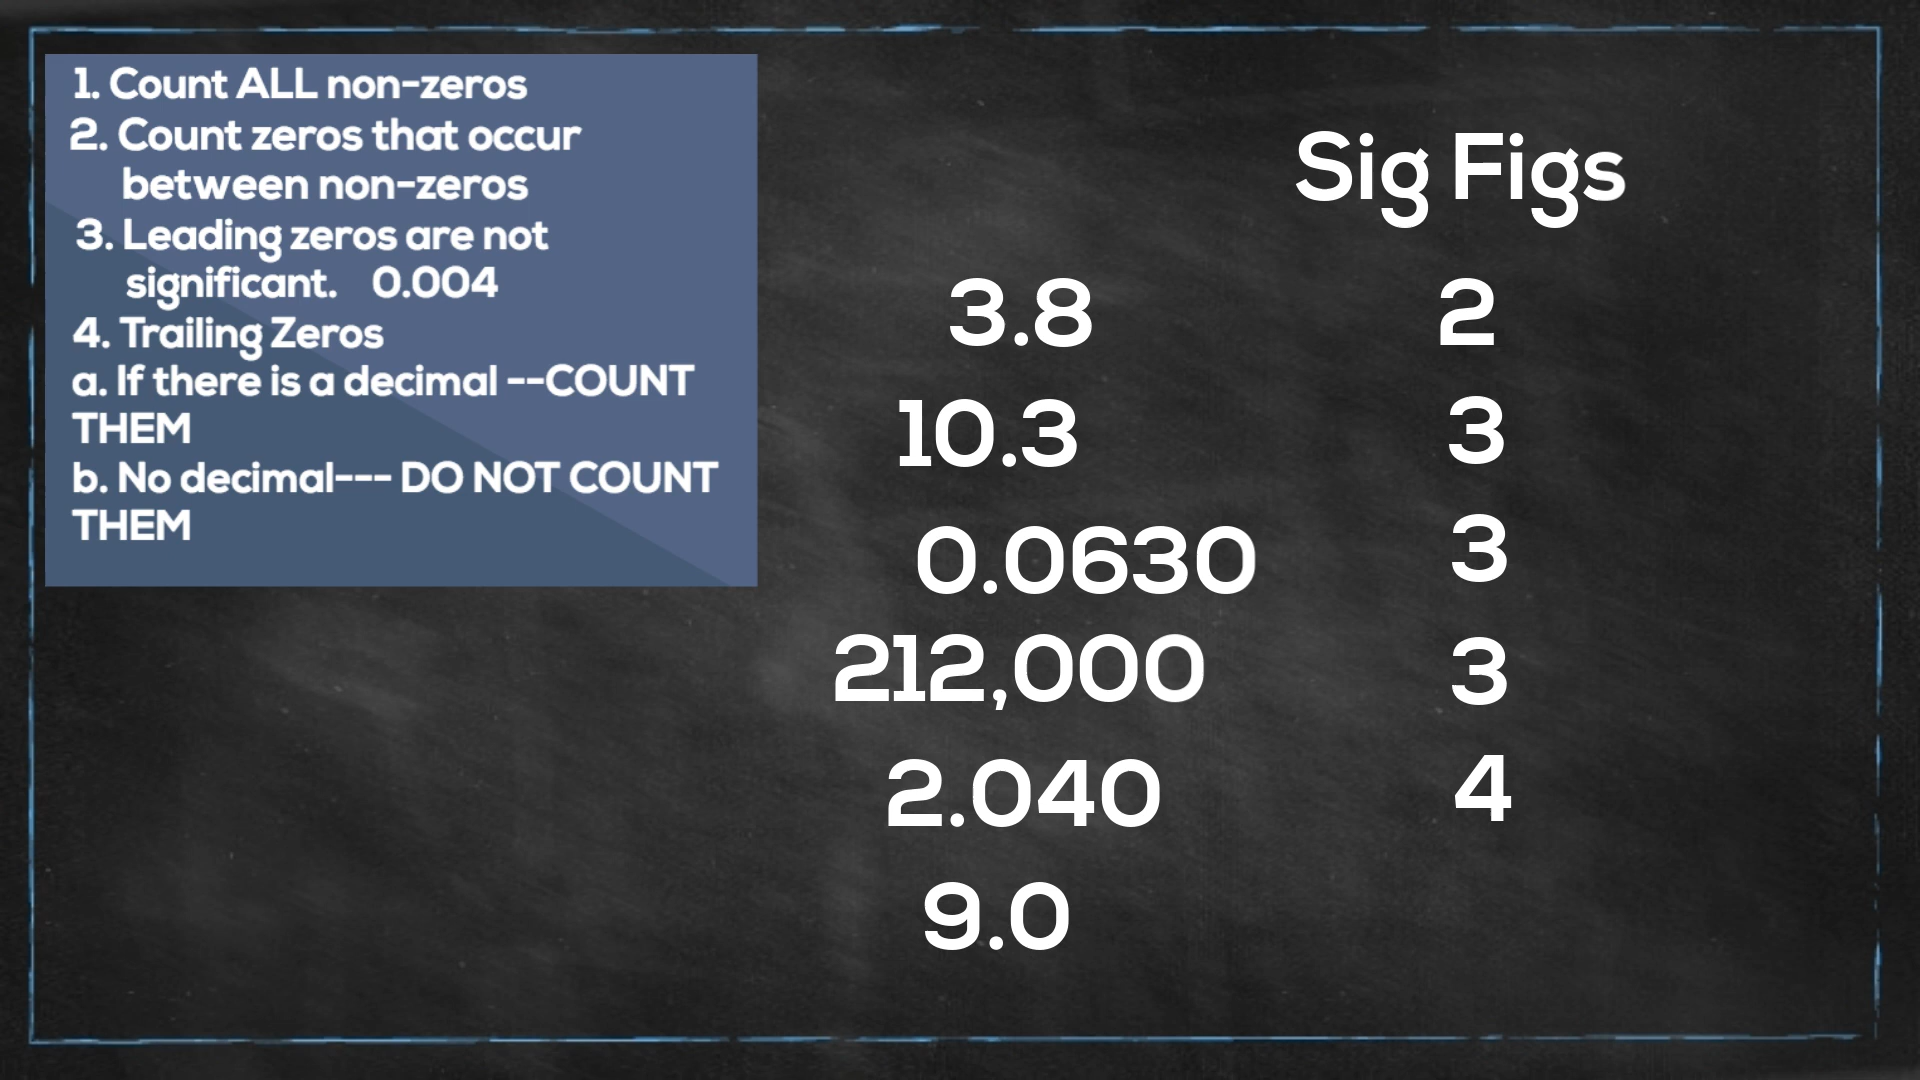 1. Count ALL non-zeros
2. Count zeros that occur
between non-zeros
3. Leading zeros are not
significant. 0.004
4. Trailing Zeros
a. If there is a decimal --COUNT
THEM
b. No decimal--- DO NOT COUNT
THEM
Sig Figs
3.8 2
10.3 3
0.0630 3
212,000 3
2.040 4
9.0